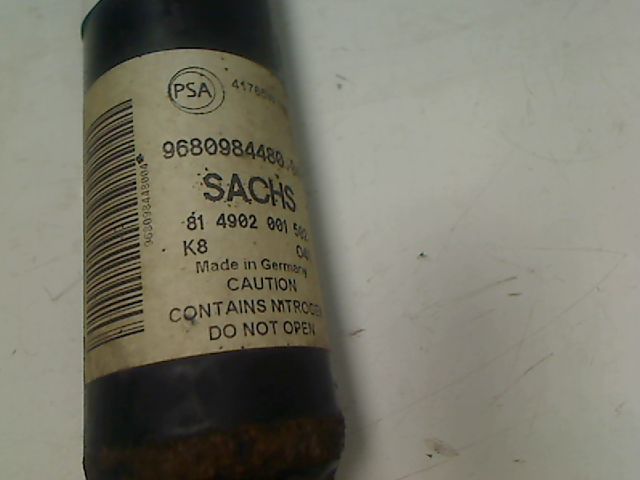 PSA
9680984480
SACHS
81 4902 001
K8
Made in Germany
CAUTION
CONTAINS NITROGEN
DO NOT OPEN